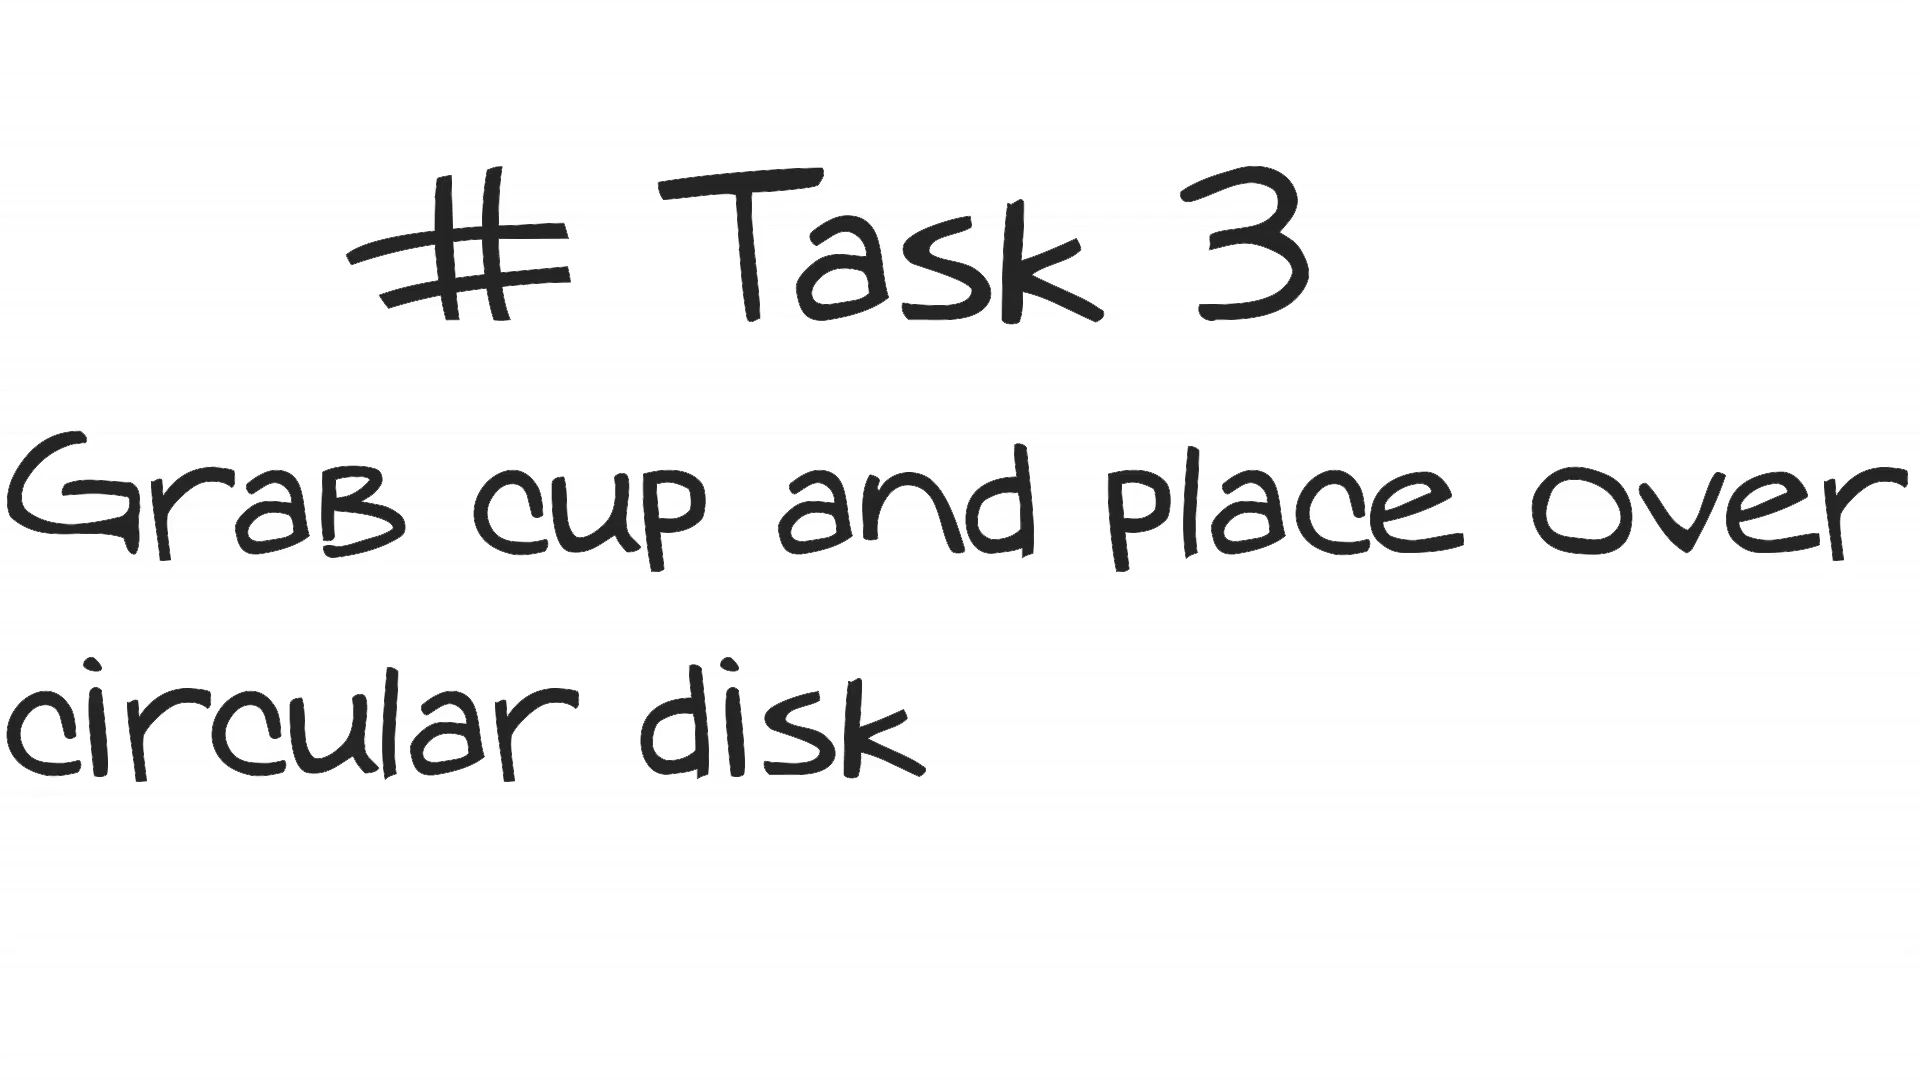 # Task 3
Grab cup and place over
circular disk